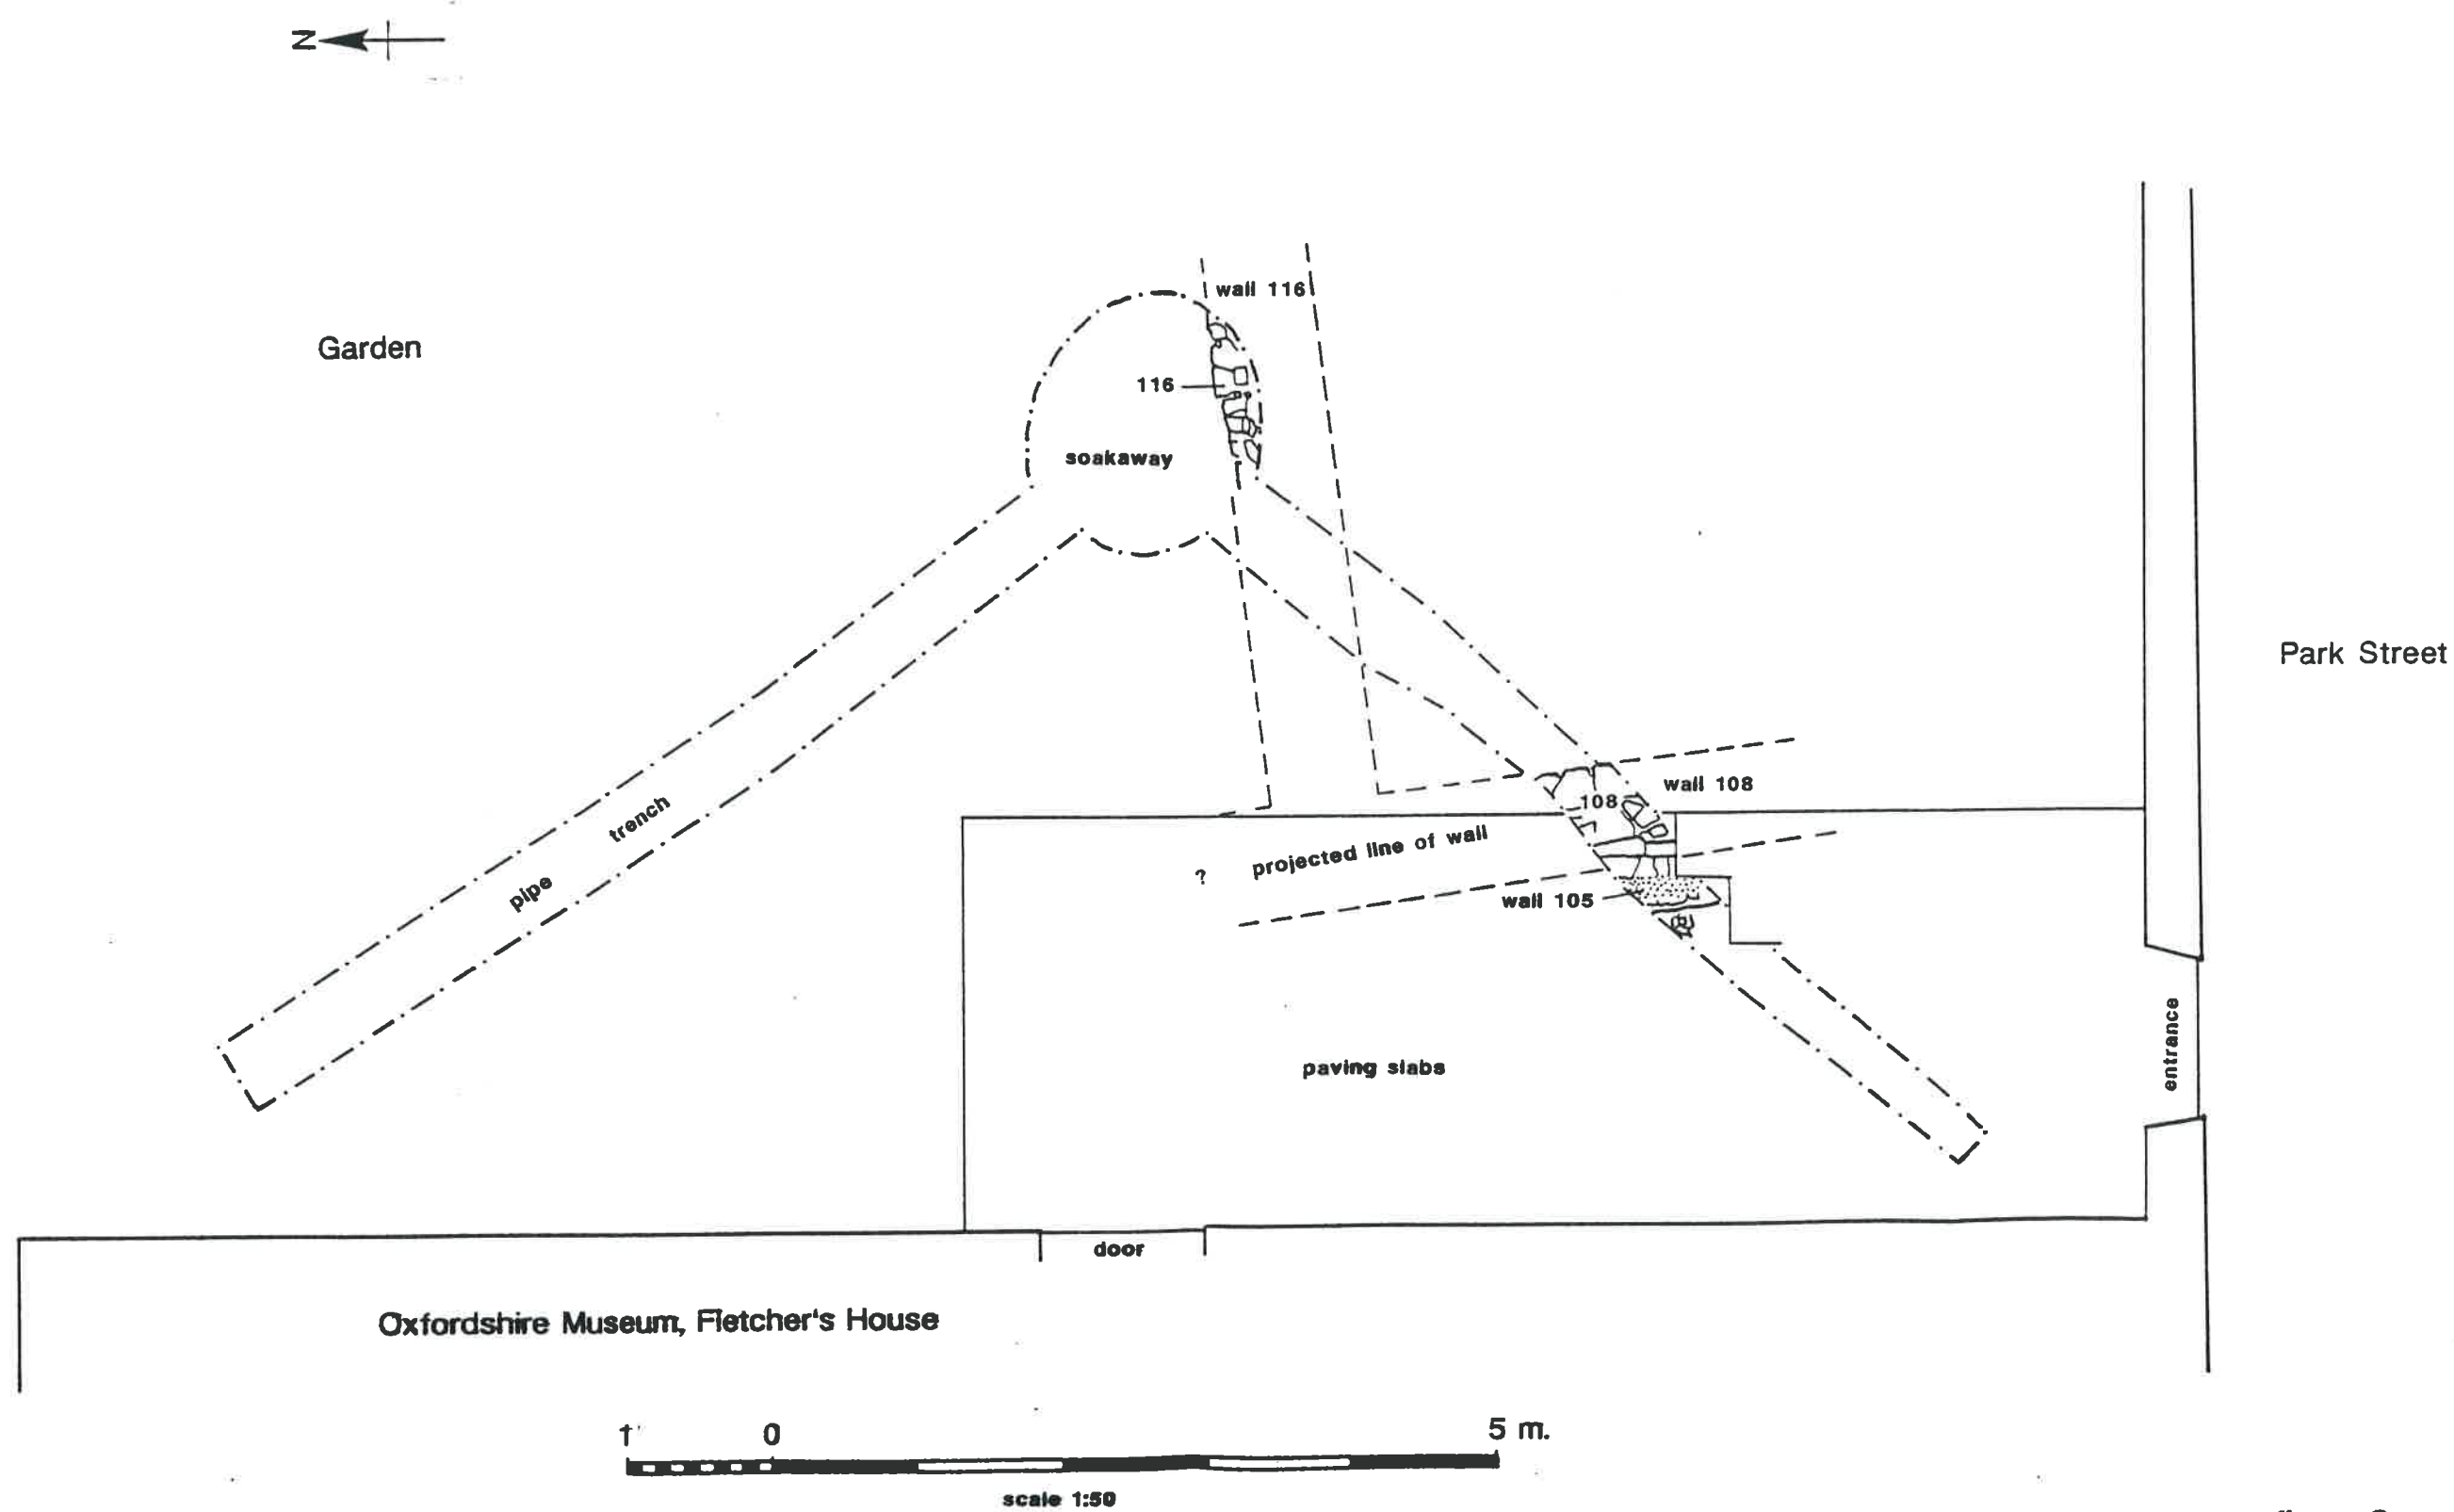 N
Garden
wall 116
116
soakaway
Park Street
wall 108
108
pipe trench
? projected line of wall
wall 105
entrance
paving slabs
door
Oxfordshire Museum, Fletcher's House
1 0 5 m.
scale 1:50